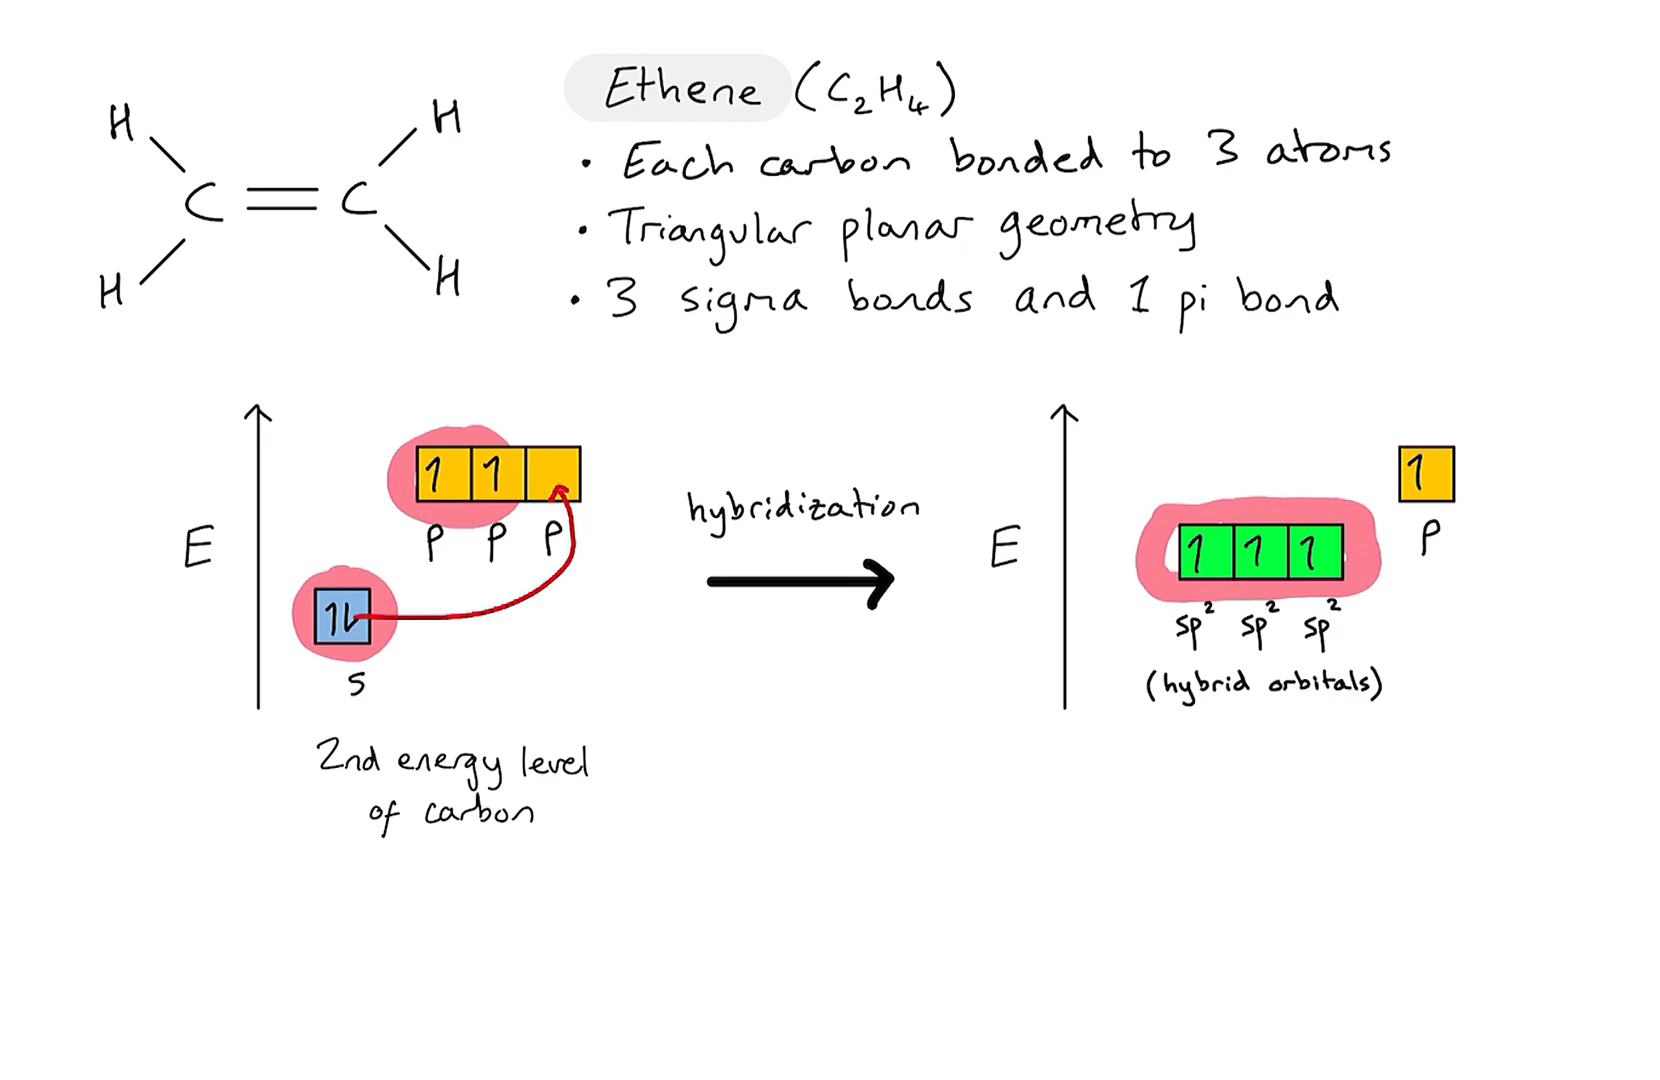 Ethene (C₂H₄)
H H
• Each carbon bonded to 3 atoms
C = C
• Triangular planar geometry
H H
• 3 sigma bonds and 1 pi bond
E
1 1
P P P
1⇂
s
2nd energy level
of carbon
hybridization
E
1
P
1 1 1
sp² sp² sp²
(hybrid orbitals)